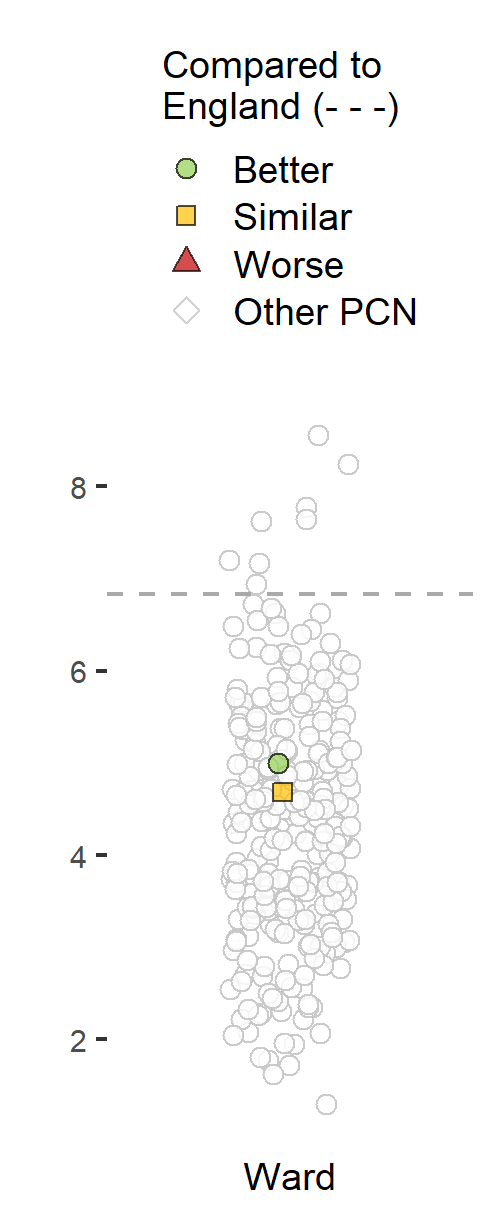 Compared to
England (- - -)
Better
Similar
Worse
Other PCN
8
6
4
2
Ward